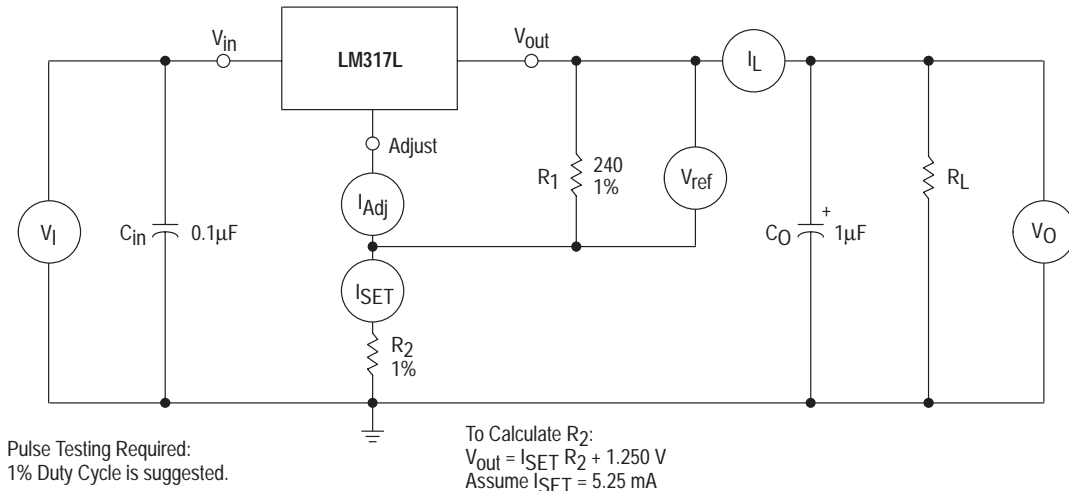 Vin
LM317L
Vout
IL
Adjust
R1
240
1%
Vref
RL
IAdj
VI
Cin
0.1μF
CO
+
1μF
VO
ISET
R2
1%
Pulse Testing Required:
1% Duty Cycle is suggested.
To Calculate R2:
Vout = ISET R2 + 1.250 V
Assume ISET = 5.25 mA